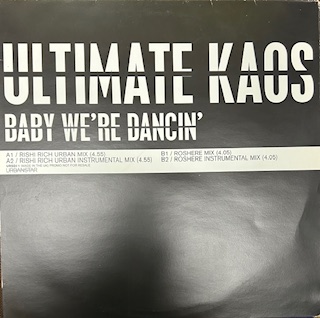 ULTIMATE KAOS
BABY WE'RE DANCIN'
A1 / RISHI RICH URBAN MIX (4.55)
A2 / RISHI RICH URBAN INSTRUMENTAL MIX (4.55)
B1 / ROSHERE MIX (4.05)
B2 / ROSHERE INSTRUMENTAL MIX (4.05)
URBANSTAR